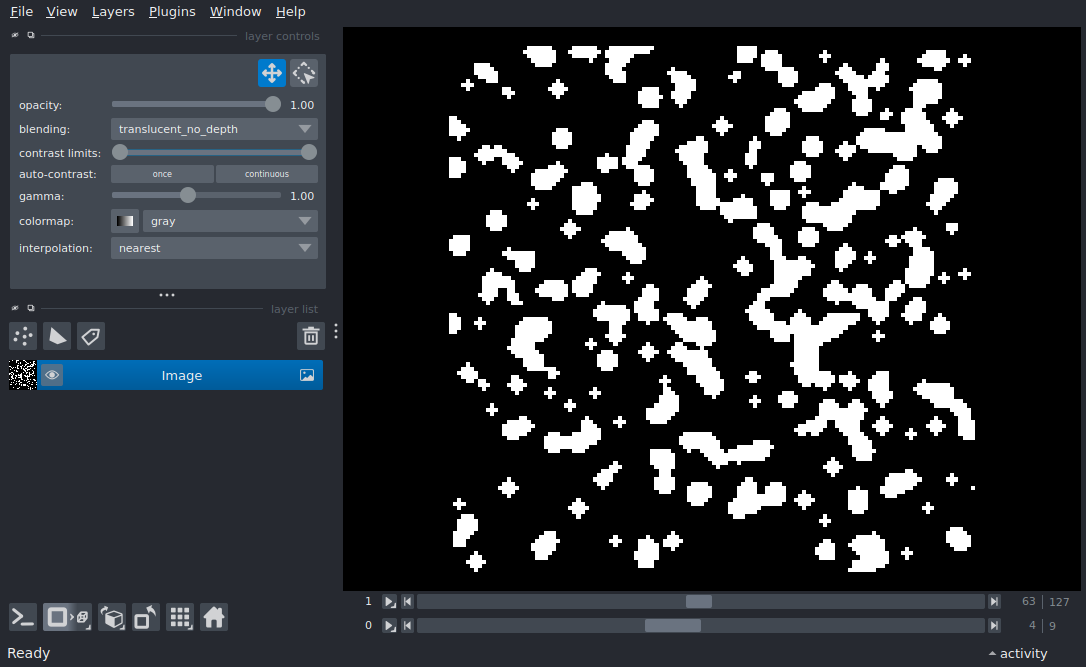 File View Layers Plugins Window Help
layer controls
opacity: 1.00
blending: translucent_no_depth
contrast limits:
auto-contrast: once continuous
gamma: 1.00
colormap: gray
interpolation: nearest
layer list
Image
1 63 127
0 4 9
Ready activity